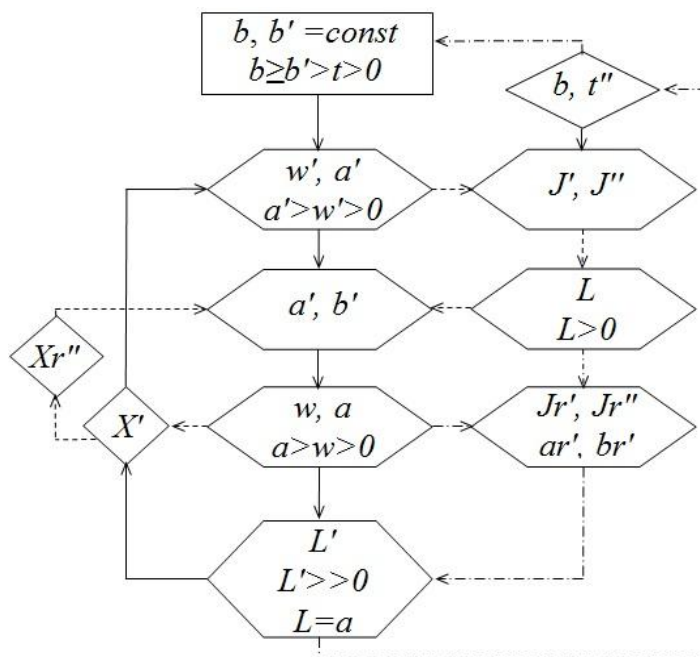 b, b' =const
b≥b'>t>0
b, t"
w', a'
a'>w'>0
J', J"
a', b'
L
L>0
Xr"
X'
w, a
a>w>0
Jr', Jr"
ar', br'
L'
L'>>0
L=a